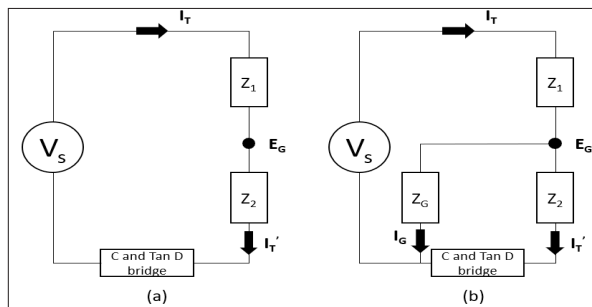 I_T
Z_1
V_s
E_G
Z_2
I_T'
C and Tan D
bridge
(a)
I_T
Z_1
V_s
E_G
Z_G
Z_2
I_G
I_T'
C and Tan D
bridge
(b)